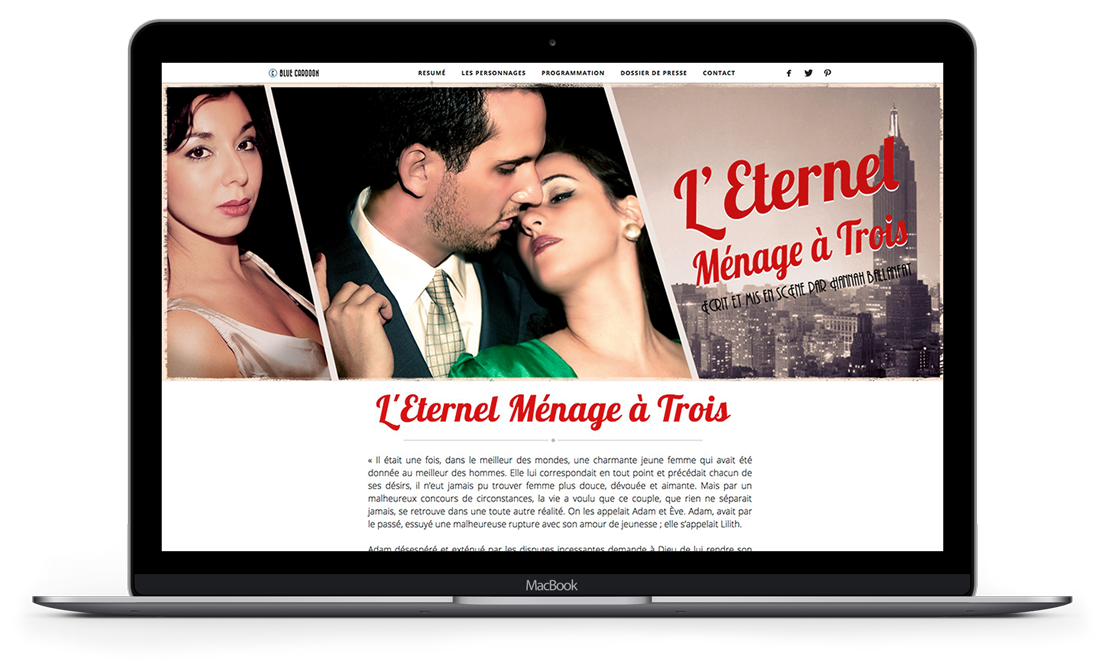 BLUE CARDOON
RESUMÉ LES PERSONNAGES PROGRAMMATION DOSSIER DE PRESSE CONTACT
L' Eternel
Ménage à Trois
ECRIT ET MIS EN SCENE PAR HANNAH BALLANFAT
L'Eternel Ménage à Trois
« Il était une fois, dans le meilleur des mondes, une charmante jeune femme qui avait été
donnée au meilleur des hommes. Elle lui correspondait en tout point et précédait chacun de
ses désirs, il n'eut jamais pu trouver femme plus douce, dévouée et aimante. Mais par un
malheureux concours de circonstances, la vie a voulu que ce couple, que rien ne séparait
jamais, se retrouve dans une toute autre réalité. On les appelait Adam et Ève. Adam, avait par
le passé, essuyé une malheureuse rupture avec son amour de jeunesse ; elle s'appelait Lilith.
Adam désespéré et exténué par les disputes incessantes demande à Dieu de lui rendre son
MacBook